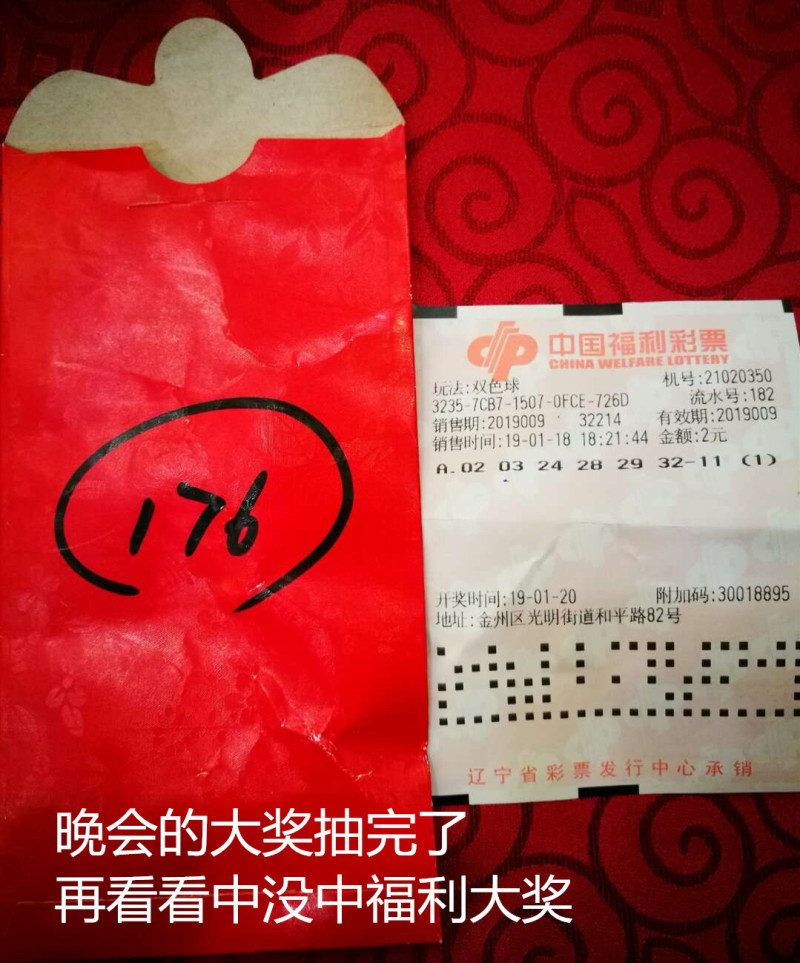 176
中国福利彩票
CHINA WELFARE LOTTERY
玩法:双色球 机号:21020350
3235-7CB7-1507-0FCE-726D 流水号:182
销售期:2019009 32214 有效期:2019009
销售时间:19-01-18 18:21:44 金额:2元
A.02 03 24 28 29 32-11 (1)
开奖时间:19-01-20 附加码:30018895
地址:金州区光明街道和平路82号
辽宁省彩票发行中心承销
晚会的大奖抽完了
再看看中没中福利大奖